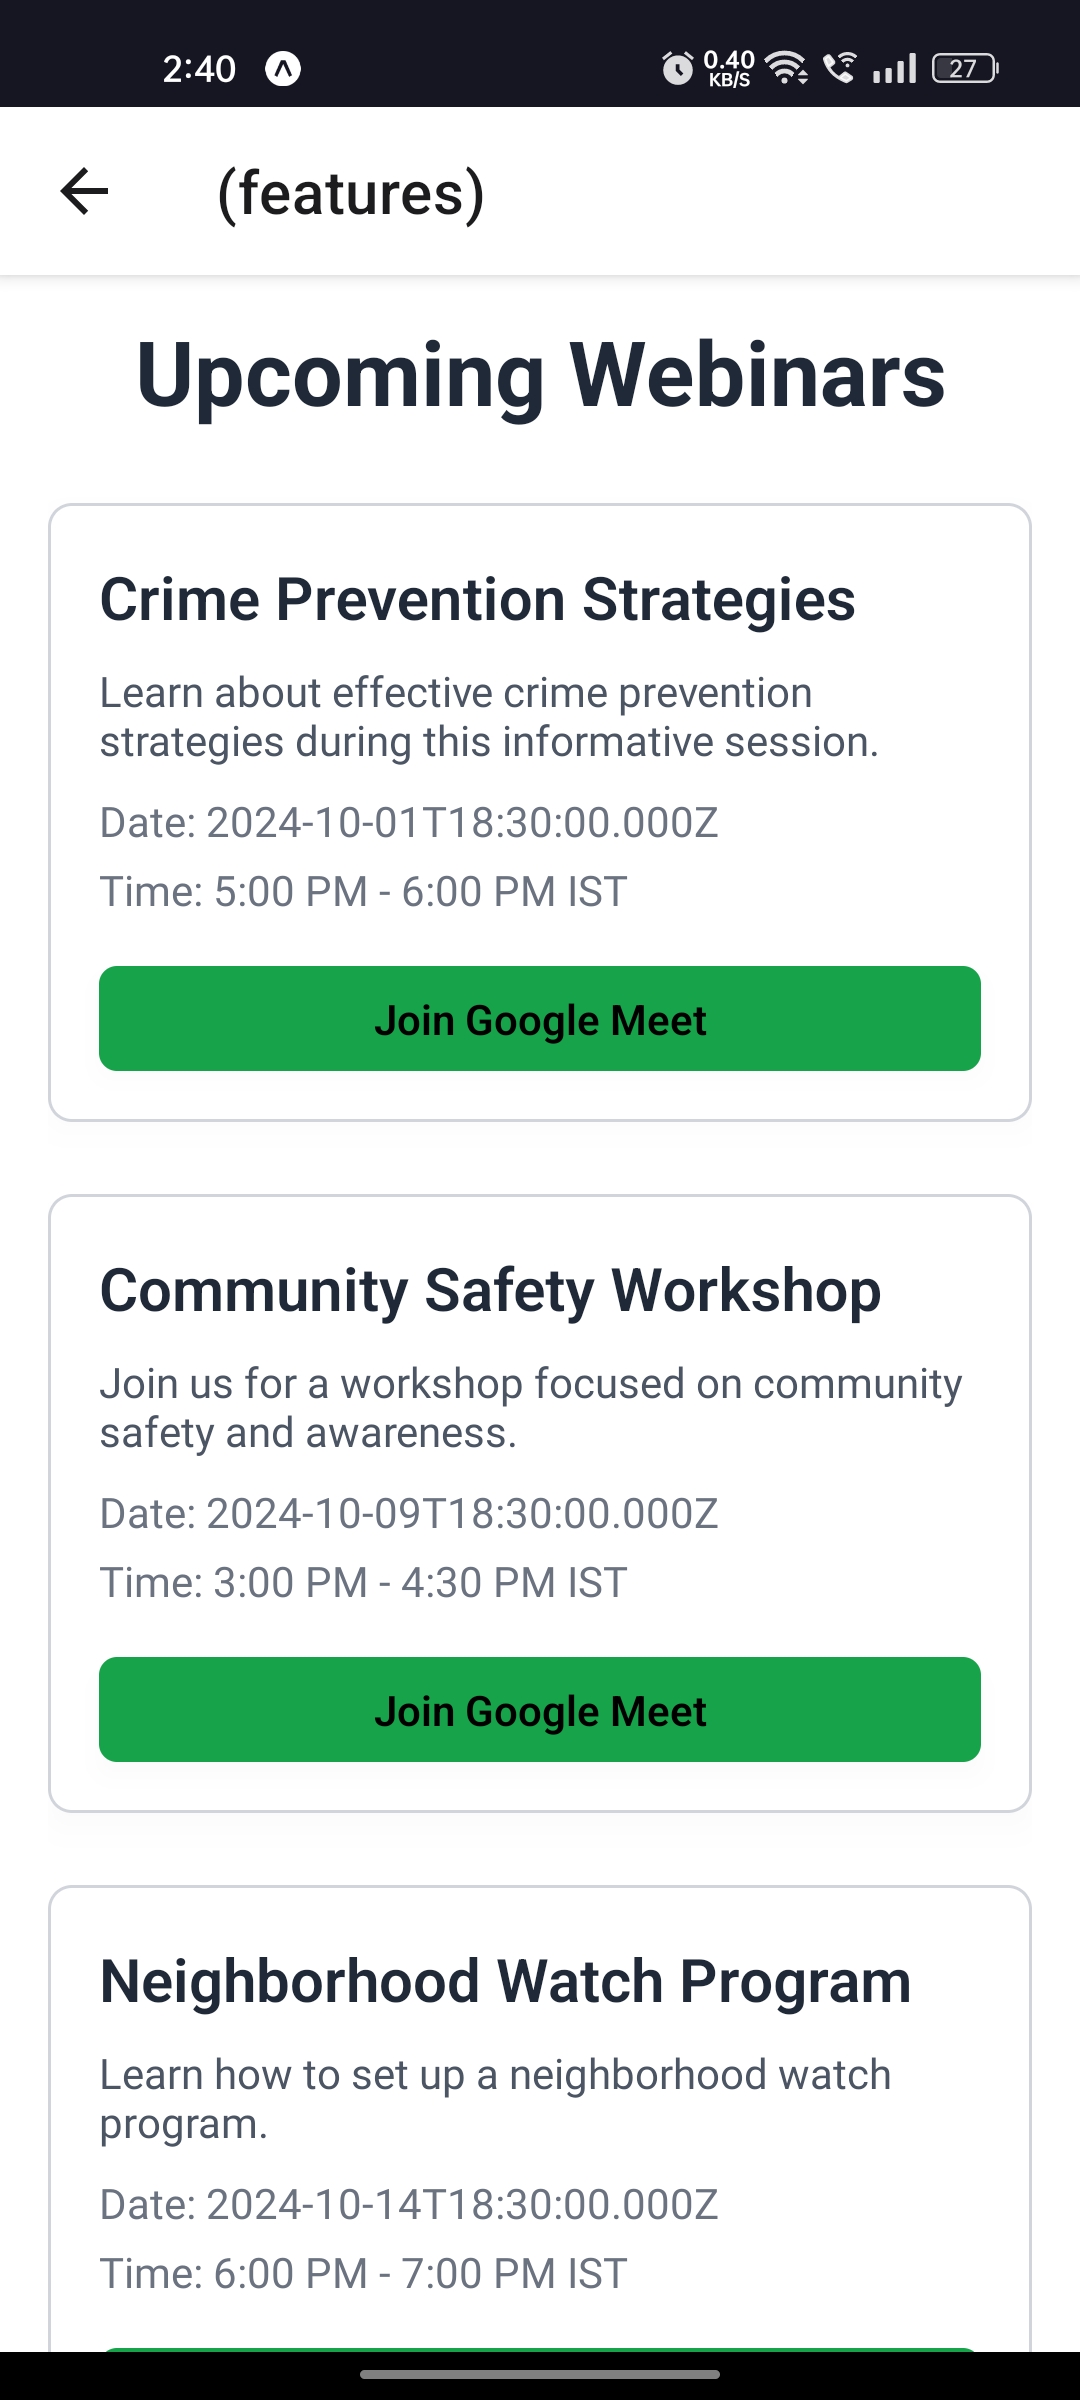 2:40
0.40
KB/S
27
(features)
Upcoming Webinars
Crime Prevention Strategies
Learn about effective crime prevention
strategies during this informative session.
Date: 2024-10-01T18:30:00.000Z
Time: 5:00 PM - 6:00 PM IST
Join Google Meet
Community Safety Workshop
Join us for a workshop focused on community
safety and awareness.
Date: 2024-10-09T18:30:00.000Z
Time: 3:00 PM - 4:30 PM IST
Join Google Meet
Neighborhood Watch Program
Learn how to set up a neighborhood watch
program.
Date: 2024-10-14T18:30:00.000Z
Time: 6:00 PM - 7:00 PM IST